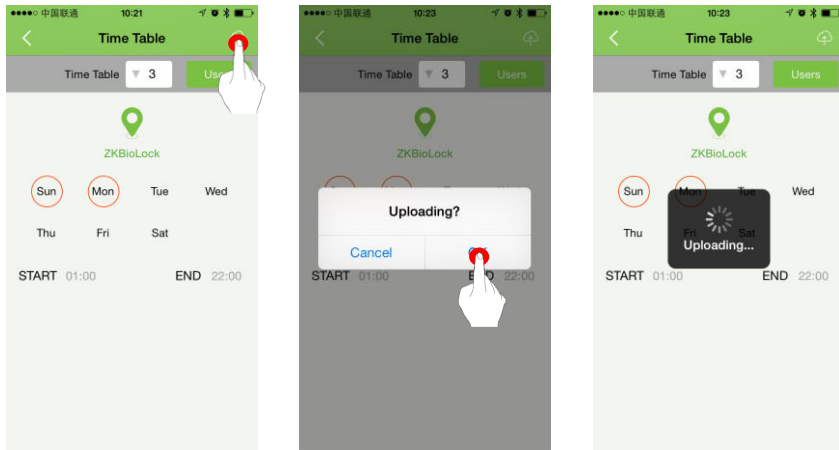 中国联通 10:21
Time Table
Time Table 3 Users
ZKBioLock
Sun Mon Tue Wed
Thu Fri Sat
START 01:00 END 22:00
中国联通 10:23
Time Table
Time Table 3 Users
ZKBioLock
Uploading?
Cancel OK
START 01:00 END 22:00
中国联通 10:23
Time Table
Time Table 3 Users
ZKBioLock
Sun Mon Tue Wed
Thu Fri Sat
Uploading...
START 01:00 END 22:00